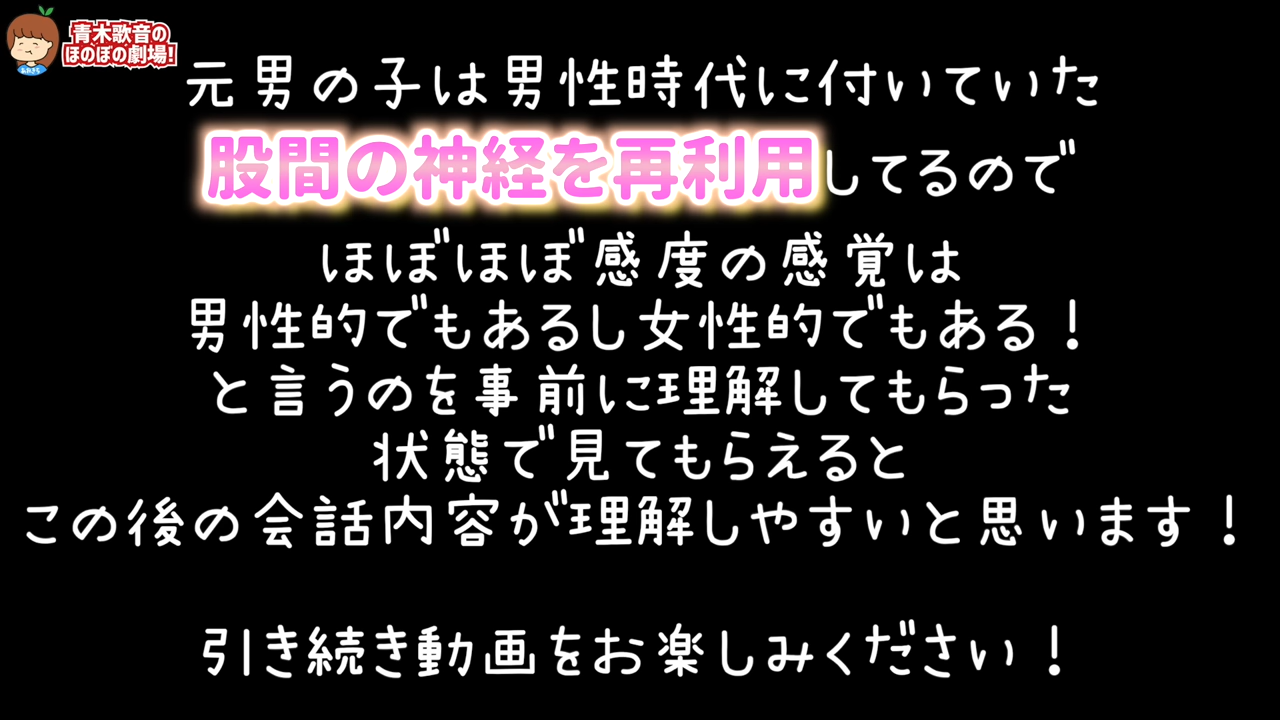 青木歌音の
ほのぼの劇場!
あおきち
元男の子は男性時代に付いていた
股間の神経を再利用してるので
ほぼほぼ感度の感覚は
男性的でもあるし女性的でもある！
と言うのを事前に理解してもらった
状態で見てもらえると
この後の会話内容が理解しやすいと思います！
引き続き動画をお楽しみください！